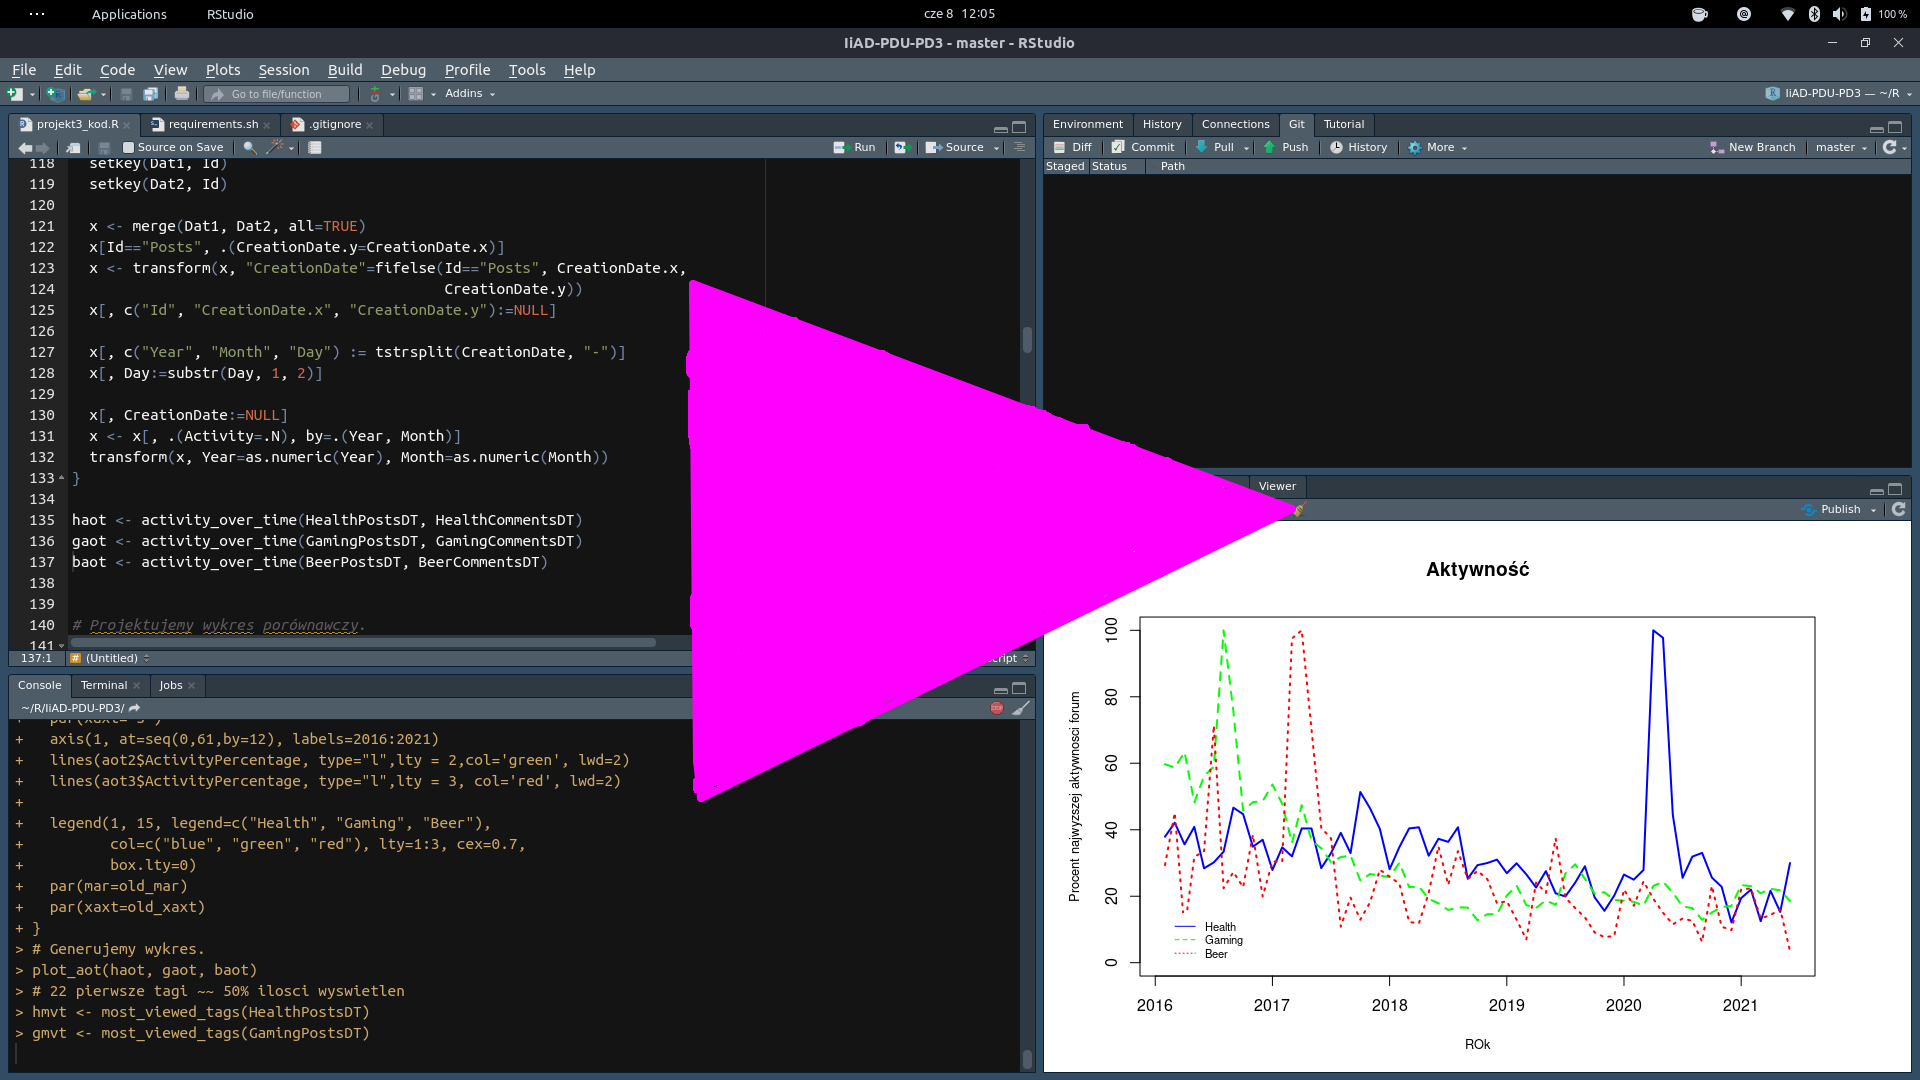 Applications RStudio cze 8 12:05 100 %
IiAD-PDU-PD3 - master - RStudio
File Edit Code View Plots Session Build Debug Profile Tools Help
Go to file/function Addins IiAD-PDU-PD3 — ~/R
projekt3_kod.R requirements.sh .gitignore
Source on Save Run Source
118 setkey(Dat1, Id)
119 setkey(Dat2, Id)
120
121 x <- merge(Dat1, Dat2, all=TRUE)
122 x[Id=="Posts", .(CreationDate.y=CreationDate.x)]
123 x <- transform(x, "CreationDate"=fifelse(Id=="Posts", CreationDate.x,
124 CreationDate.y))
125 x[, c("Id", "CreationDate.x", "CreationDate.y"):=NULL]
126
127 x[, c("Year", "Month", "Day") := tstrsplit(CreationDate, "-")]
128 x[, Day:=substr(Day, 1, 2)]
129
130 x[, CreationDate:=NULL]
131 x <- x[, .(Activity=.N), by=.(Year, Month)]
132 transform(x, Year=as.numeric(Year), Month=as.numeric(Month))
133 }
134
135 haot <- activity_over_time(HealthPostsDT, HealthCommentsDT)
136 gaot <- activity_over_time(GamingPostsDT, GamingCommentsDT)
137 baot <- activity_over_time(BeerPostsDT, BeerCommentsDT)
138
139
140 # Projektujemy wykres porównawczy.
141
137:1 # (Untitled) cript
Console Terminal Jobs
~/R/IiAD-PDU-PD3/
+ axis(1, at=seq(0,61,by=12), labels=2016:2021)
+ lines(aot2$ActivityPercentage, type="l",lty = 2,col='green', lwd=2)
+ lines(aot3$ActivityPercentage, type="l",lty = 3, col='red', lwd=2)
+
+ legend(1, 15, legend=c("Health", "Gaming", "Beer"),
+ col=c("blue", "green", "red"), lty=1:3, cex=0.7,
+ box.lty=0)
+ par(mar=old_mar)
+ par(xaxt=old_xaxt)
+ }
> # Generujemy wykres.
> plot_aot(haot, gaot, baot)
> # 22 pierwsze tagi ~~ 50% ilosci wyswietlen
> hmvt <- most_viewed_tags(HealthPostsDT)
> gmvt <- most_viewed_tags(GamingPostsDT)
Environment History Connections Git Tutorial
Diff Commit Pull Push History More New Branch master
Staged Status Path
Viewer
Publish
Aktywność
Procent najwyzszej aktywnosci forum
100
80
60
40
20
0
Health
Gaming
Beer
2016 2017 2018 2019 2020 2021
ROk